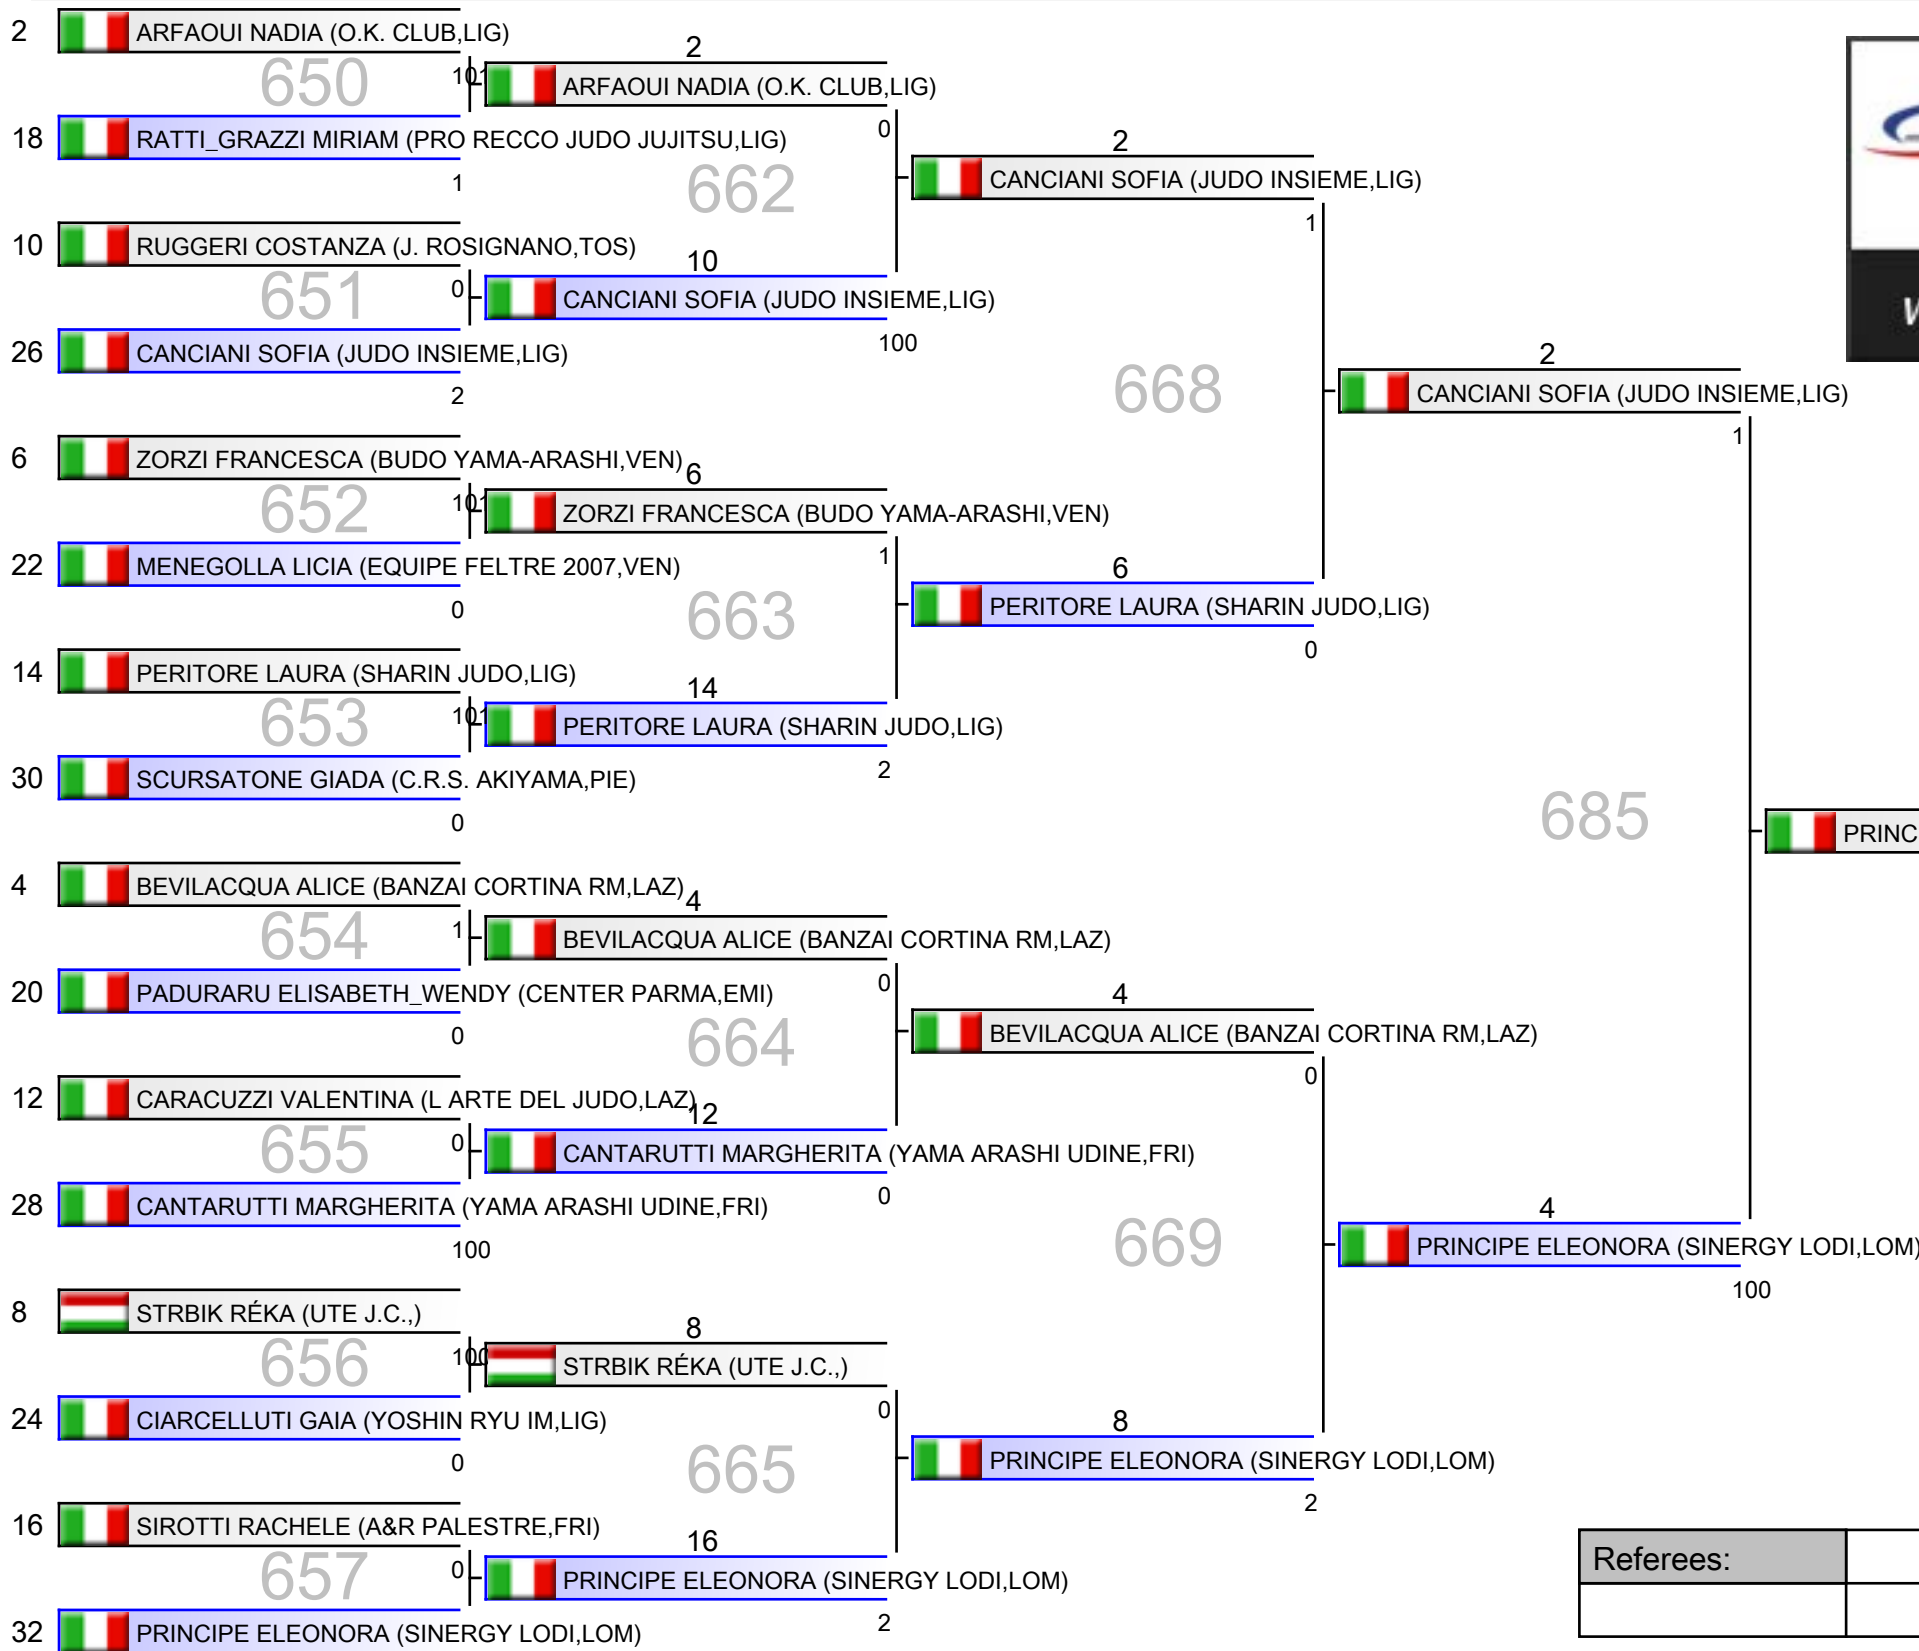 2 ARFAOUI NADIA (O.K. CLUB,LIG)
650
18 RATTI_GRAZZI MIRIAM (PRO RECCO JUDO JUJITSU,LIG)
1
10 RUGGERI COSTANZA (J. ROSIGNANO,TOS)
651
0
26 CANCIANI SOFIA (JUDO INSIEME,LIG)
2
6 ZORZI FRANCESCA (BUDO YAMA-ARASHI,VEN)
652
22 MENEGOLLA LICIA (EQUIPE FELTRE 2007,VEN)
0
14 PERITORE LAURA (SHARIN JUDO,LIG)
653
30 SCURSATONE GIADA (C.R.S. AKIYAMA,PIE)
0
4 BEVILACQUA ALICE (BANZAI CORTINA RM,LAZ)
654
1
20 PADURARU ELISABETH_WENDY (CENTER PARMA,EMI)
0
12 CARACUZZI VALENTINA (L ARTE DEL JUDO,LAZ)
655
0
28 CANTARUTTI MARGHERITA (YAMA ARASHI UDINE,FRI)
100
8 STRBIK RÉKA (UTE J.C.,)
656
100
24 CIARCELLUTI GAIA (YOSHIN RYU IM,LIG)
0
16 SIROTTI RACHELE (A&R PALESTRE,FRI)
657
0
32 PRINCIPE ELEONORA (SINERGY LODI,LOM)
2
ARFAOUI NADIA (O.K. CLUB,LIG)
0
662
10
CANCIANI SOFIA (JUDO INSIEME,LIG)
100
6
ZORZI FRANCESCA (BUDO YAMA-ARASHI,VEN)
1
663
14
PERITORE LAURA (SHARIN JUDO,LIG)
2
4
BEVILACQUA ALICE (BANZAI CORTINA RM,LAZ)
0
664
12
CANTARUTTI MARGHERITA (YAMA ARASHI UDINE,FRI)
0
8
STRBIK RÉKA (UTE J.C.,)
0
665
16
PRINCIPE ELEONORA (SINERGY LODI,LOM)
2
2
CANCIANI SOFIA (JUDO INSIEME,LIG)
1
668
6
PERITORE LAURA (SHARIN JUDO,LIG)
0
4
BEVILACQUA ALICE (BANZAI CORTINA RM,LAZ)
0
669
8
PRINCIPE ELEONORA (SINERGY LODI,LOM)
2
2
CANCIANI SOFIA (JUDO INSIEME,LIG)
1
685
4
PRINCIPE ELEONORA (SINERGY LODI,LOM)
100
PRINC
Referees: